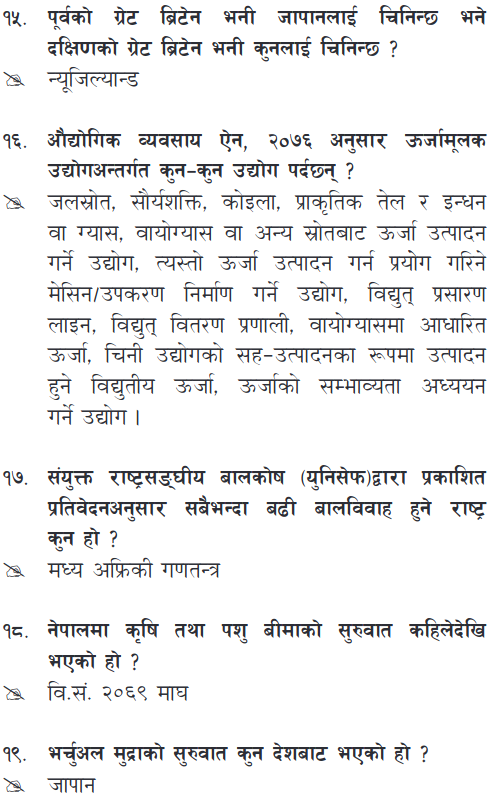 १५. पूर्वको ग्रेट ब्रिटेन भनी जापानलाई चिनिन्छ भने
दक्षिणको ग्रेट ब्रिटेन भनी कुनलाई चिनिन्छ ?
न्यूजिल्यान्ड
१६. औद्योगिक व्यवसाय ऐन, २०७६ अनुसार ऊर्जामूलक
उद्योगअन्तर्गत कुन-कुन उद्योग पर्दछन् ?
जलस्रोत, सौर्यशक्ति, कोइला, प्राकृतिक तेल र इन्धन
वा ग्यास, वायोग्यास वा अन्य स्रोतबाट ऊर्जा उत्पादन
गर्ने उद्योग, त्यस्तो ऊर्जा उत्पादन गर्न प्रयोग गरिने
मेसिन/उपकरण निर्माण गर्ने उद्योग, विद्युत् प्रसारण
लाइन, विद्युत् वितरण प्रणाली, वायोग्यासमा आधारित
ऊर्जा, चिनी उद्योगको सह-उत्पादनका रूपमा उत्पादन
हुने विद्युतीय ऊर्जा, ऊर्जाको सम्भाव्यता अध्ययन
गर्ने उद्योग ।
१७. संयुक्त राष्ट्रसङ्घीय बालकोष (युनिसेफ)द्वारा प्रकाशित
प्रतिवेदनअनुसार सबैभन्दा बढी बालविवाह हुने राष्ट्र
कुन हो ?
मध्य अफ्रिकी गणतन्त्र
१८. नेपालमा कृषि तथा पशु बीमाको सुरुवात कहिलेदेखि
भएको हो ?
वि.सं. २०६९ माघ
१९. भर्चुअल मुद्राको सुरुवात कुन देशबाट भएको हो ?
जापान